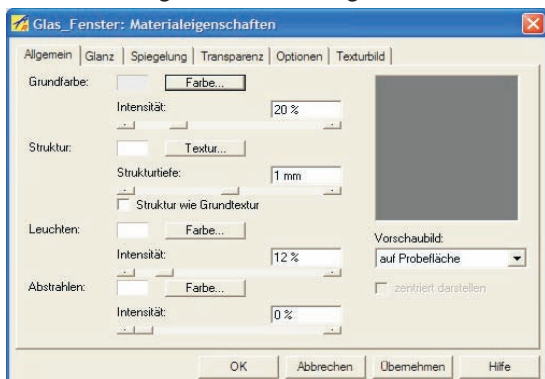 Glas_Fenster: Materialeigenschaften
Allgemein Glanz Spiegelung Transparenz Optionen Texturbild
Grundfarbe: Farbe...
Intensität: 20 %
Struktur: Textur...
Strukturtiefe: 1 mm
Struktur wie Grundtextur
Leuchten: Farbe...
Intensität: 12 %
Abstrahlen: Farbe...
Intensität: 0 %
Vorschaubild:
auf Probefläche
zentriert darstellen
OK Abbrechen Übernehmen Hilfe